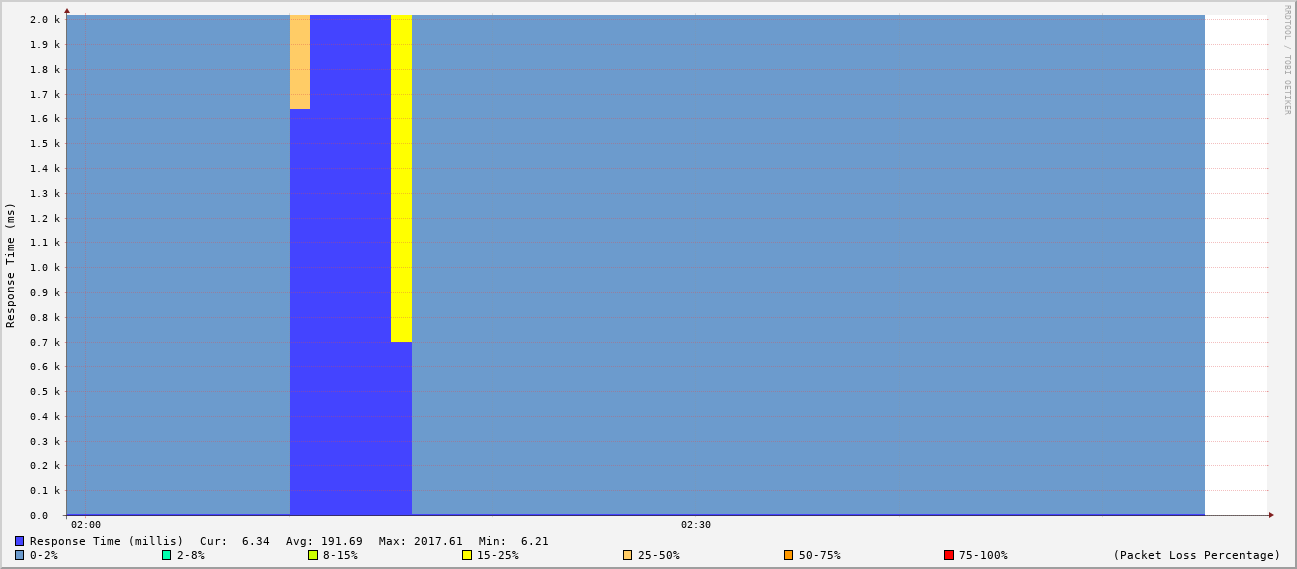 RRDTOOL / TOBI OETIKER
Response Time (ms)
2.0 k
1.9 k
1.8 k
1.7 k
1.6 k
1.5 k
1.4 k
1.3 k
1.2 k
1.1 k
1.0 k
0.9 k
0.8 k
0.7 k
0.6 k
0.5 k
0.4 k
0.3 k
0.2 k
0.1 k
0.0
02:00 02:30
Response Time (millis) Cur: 6.34 Avg: 191.69 Max: 2017.61 Min: 6.21
0-2% 2-8% 8-15% 15-25% 25-50% 50-75% 75-100% (Packet Loss Percentage)